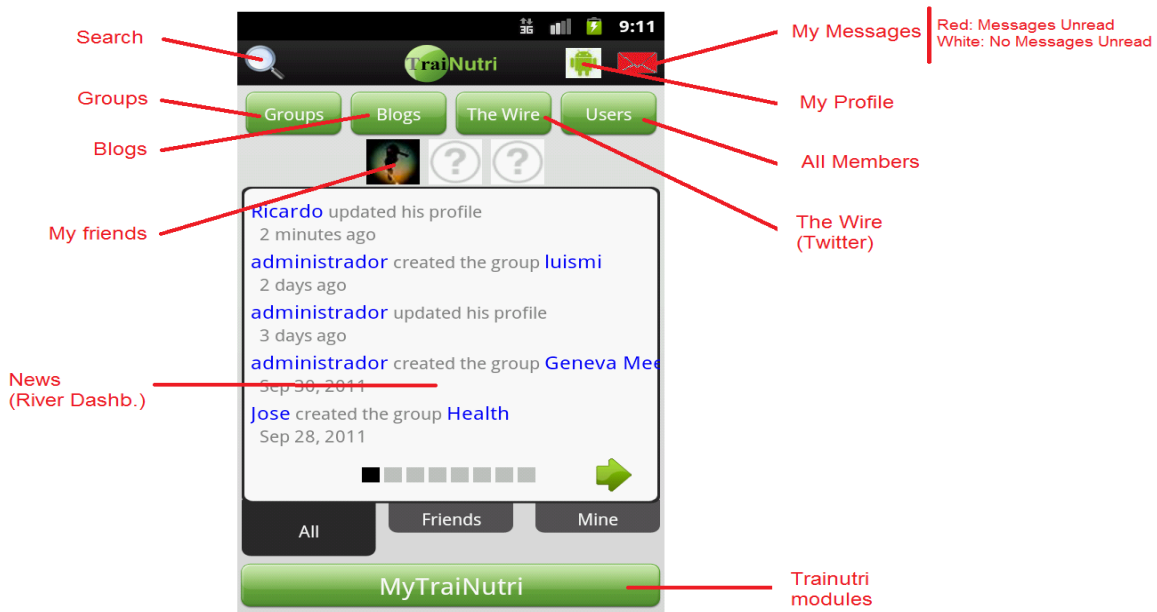 3G 9:11
Search
My Messages
Red: Messages Unread
White: No Messages Unread
TraiNutri
Groups
My Profile
Groups Blogs The Wire Users
Blogs
All Members
My friends
The Wire
(Twitter)
Ricardo updated his profile
2 minutes ago
administrador created the group luismi
2 days ago
administrador updated his profile
3 days ago
administrador created the group Geneva Mee
Sep 30, 2011
News
(River Dashb.)
Jose created the group Health
Sep 28, 2011
All Friends Mine
MyTraiNutri
Trainutri
modules